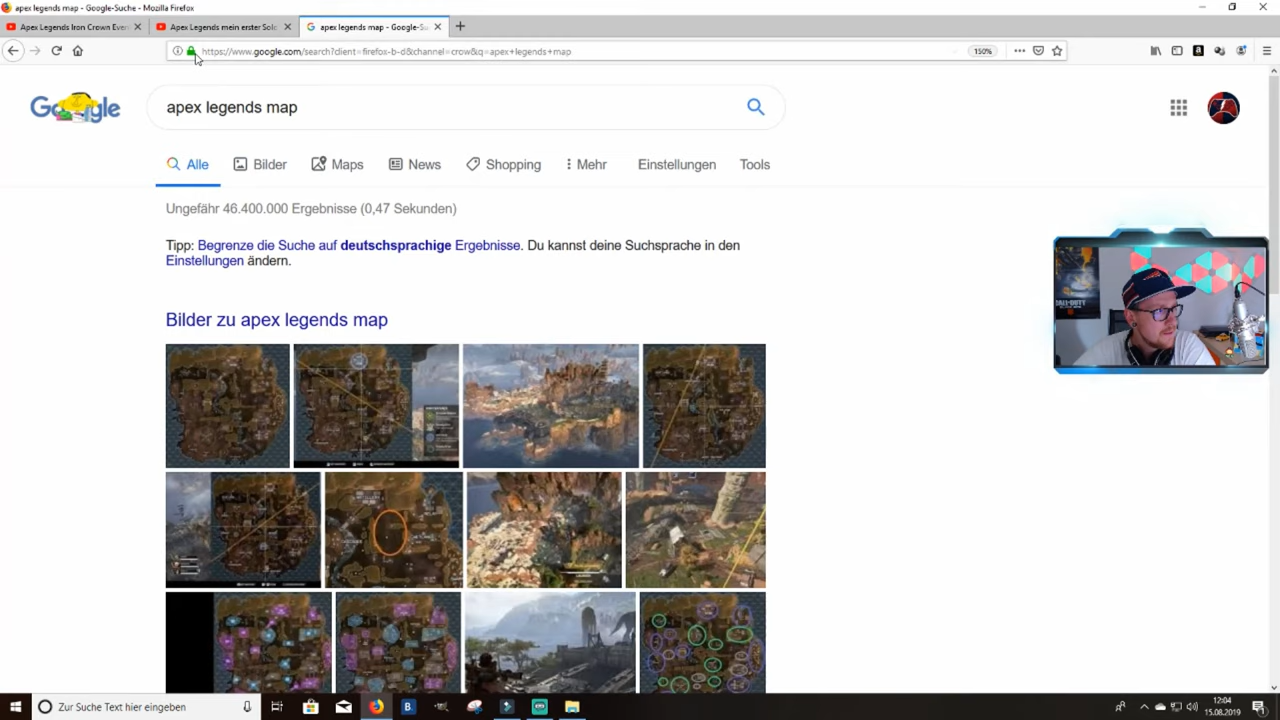 apex legends map - Google-Suche - Mozilla Firefox
Apex Legends Iron Crown Even
Apex Legends mein erster Solo
apex legends map - Google-Su
https://www.google.com/search?client=firefox-b-d&channel=crow&q=apex+legends+map
150%
Google
apex legends map
Alle
Bilder
Maps
News
Shopping
Mehr
Einstellungen
Tools
Ungefähr 46.400.000 Ergebnisse (0,47 Sekunden)
Tipp: Begrenze die Suche auf deutschsprachige Ergebnisse. Du kannst deine Suchsprache in den
Einstellungen ändern.
Bilder zu apex legends map
Zur Suche Text hier eingeben
12:04
15.08.2019